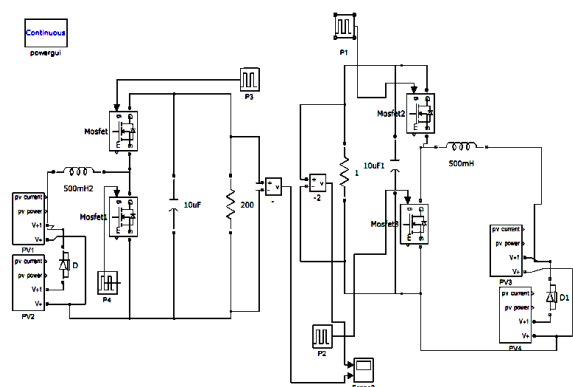 Continuous
powergui
P1
P3
Mosfet
Mosfet2
500mH2
10uF
200
-
-2
1
10uF1
500mH
Mosfet1
Mosfet3
pv current
pv power
V+1
V+
PV1
D
P4
pv current
pv power
V+1
V+
PV2
P2
pv current
pv power
V+1
V+
PV3
D1
pv current
pv power
V+1
V+
PV4